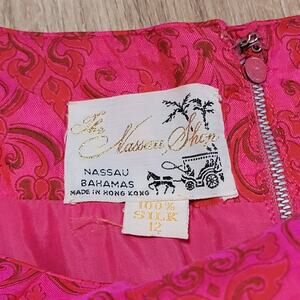 The
Nassau Shop
NASSAU
BAHAMAS
MADE IN HONG KONG
100%
SILK
12